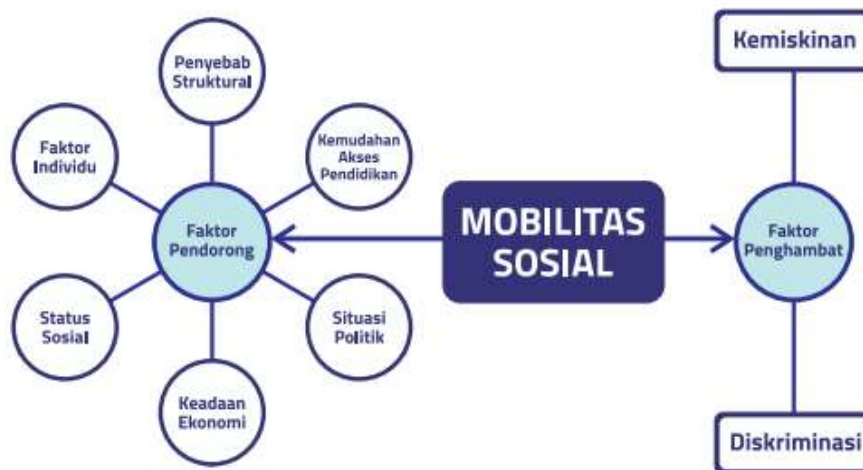 Penyebab
Struktural
Kemiskinan
Faktor
Individu
Kemudahan
Akses
Pendidikan
Faktor
Pendorong
MOBILITAS
SOSIAL
Faktor
Penghambat
Status
Sosial
Situasi
Politik
Keadaan
Ekonomi
Diskriminasi